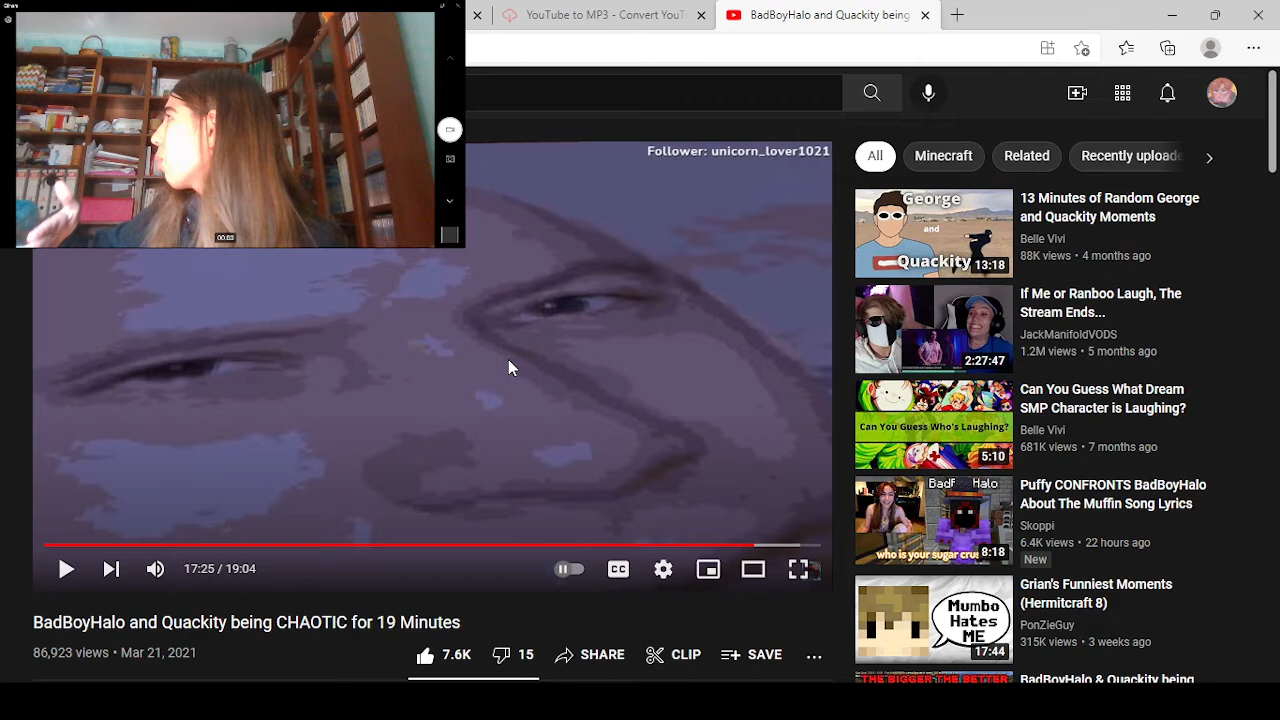 YouTube to MP3 - Convert YouT
BadBoyHalo and Quackity being
Follower: unicorn_lover1021
00:03
17:25 / 19:0
CC
BadBoyHalo and Quackity being CHAOTIC for 19 Minutes
86,923 views • Mar 21, 2021
7.6K
15
SHARE
CLIP
SAVE
All
Minecraft
Related
Recently uploade
George
and
Quackity
13:18
13 Minutes of Random George
and Quackity Moments
Belle Vivi
88K views • 4 months ago
2:27:47
If Me or Ranboo Laugh, The
Stream Ends...
JackManifoldVODS
1.2M views • 5 months ago
Can You Guess Who's Laughing?
5:10
Can You Guess What Dream
SMP Character is Laughing?
Belle Vivi
681K views • 7 months ago
BadB Halo
who is your sugar cru
8:18
Puffy CONFRONTS BadBoyHalo
About The Muffin Song Lyrics
Skoppi
6.4K views • 22 hours ago
New
Mumbo
Hates
ME
17:44
Grian's Funniest Moments
(Hermitcraft 8)
PonZieGuy
315K views • 3 weeks ago
THE BIGGER THE BETTER
BadBoyHalo & Quackity being